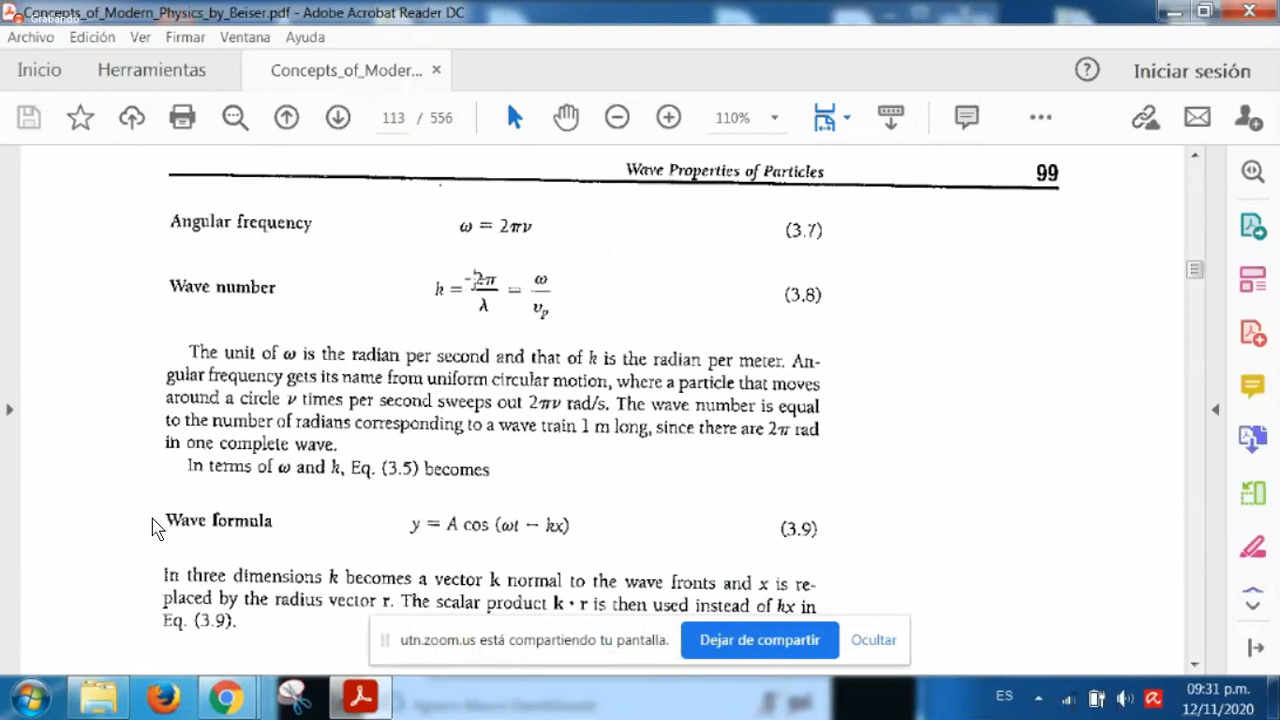 Concepts_of_Modern_Physics_by_Beiser.pdf - Adobe Acrobat Reader DC
Grabando
Archivo Edición Ver Firmar Ventana Ayuda
Inicio Herramientas Concepts_of_Moder... × Iniciar sesión
113 / 556 110%
Wave Properties of Particles 99
Angular frequency ω = 2πν (3.7)
Wave number k = 2π/λ = ω/v_p (3.8)
The unit of ω is the radian per second and that of k is the radian per meter. An-
gular frequency gets its name from uniform circular motion, where a particle that moves
around a circle ν times per second sweeps out 2πν rad/s. The wave number is equal
to the number of radians corresponding to a wave train 1 m long, since there are 2π rad
in one complete wave.
In terms of ω and k, Eq. (3.5) becomes
Wave formula y = A cos (ωt − kx) (3.9)
In three dimensions k becomes a vector k normal to the wave fronts and x is re-
placed by the radius vector r. The scalar product k · r is then used instead of kx in
Eq. (3.9).
utn.zoom.us está compartiendo tu pantalla. Dejar de compartir Ocultar
ES 09:31 p.m.
12/11/2020